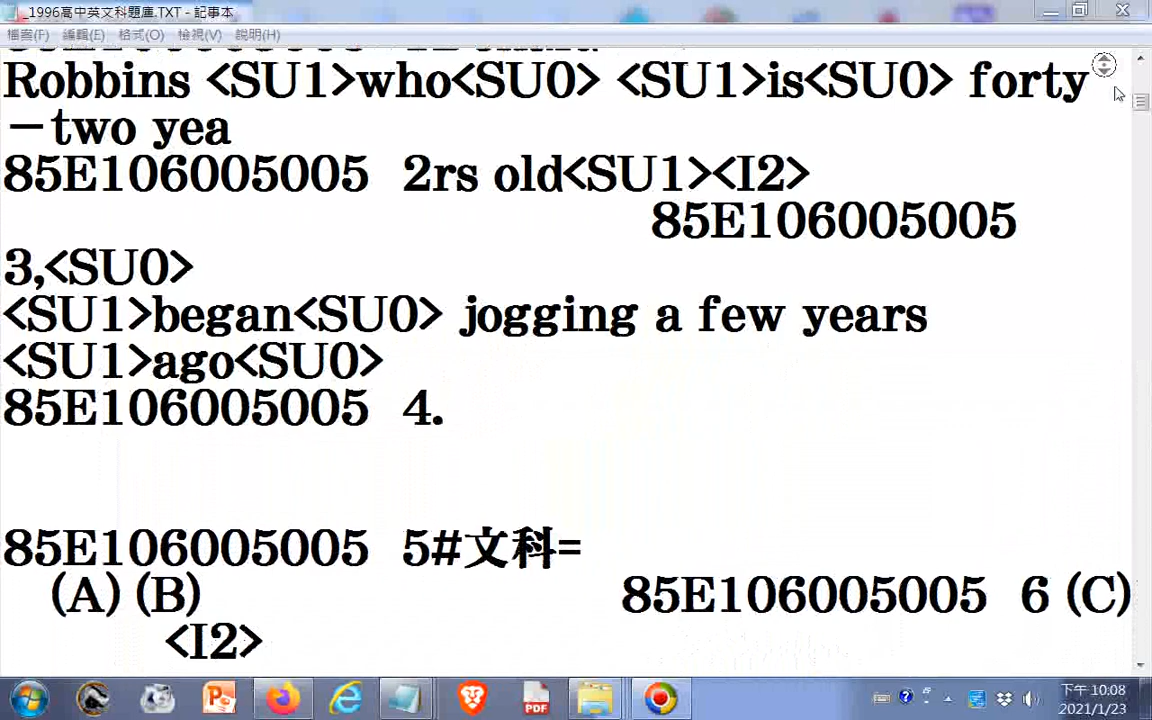 _1996高中英文科題庫.TXT - 記事本
檔案(F) 編輯(E) 格式(O) 檢視(V) 說明(H)
Robbins <SU1>who<SU0> <SU1>is<SU0> forty
－two yea
85E106005005 2rs old<SU1><I2>
85E106005005
3,<SU0>
<SU1>began<SU0> jogging a few years
<SU1>ago<SU0>
85E106005005 4.
85E106005005 5#文科=
(A) (B) 85E106005005 6 (C)
<I2>
PDF
下午 10:08
2021/1/23